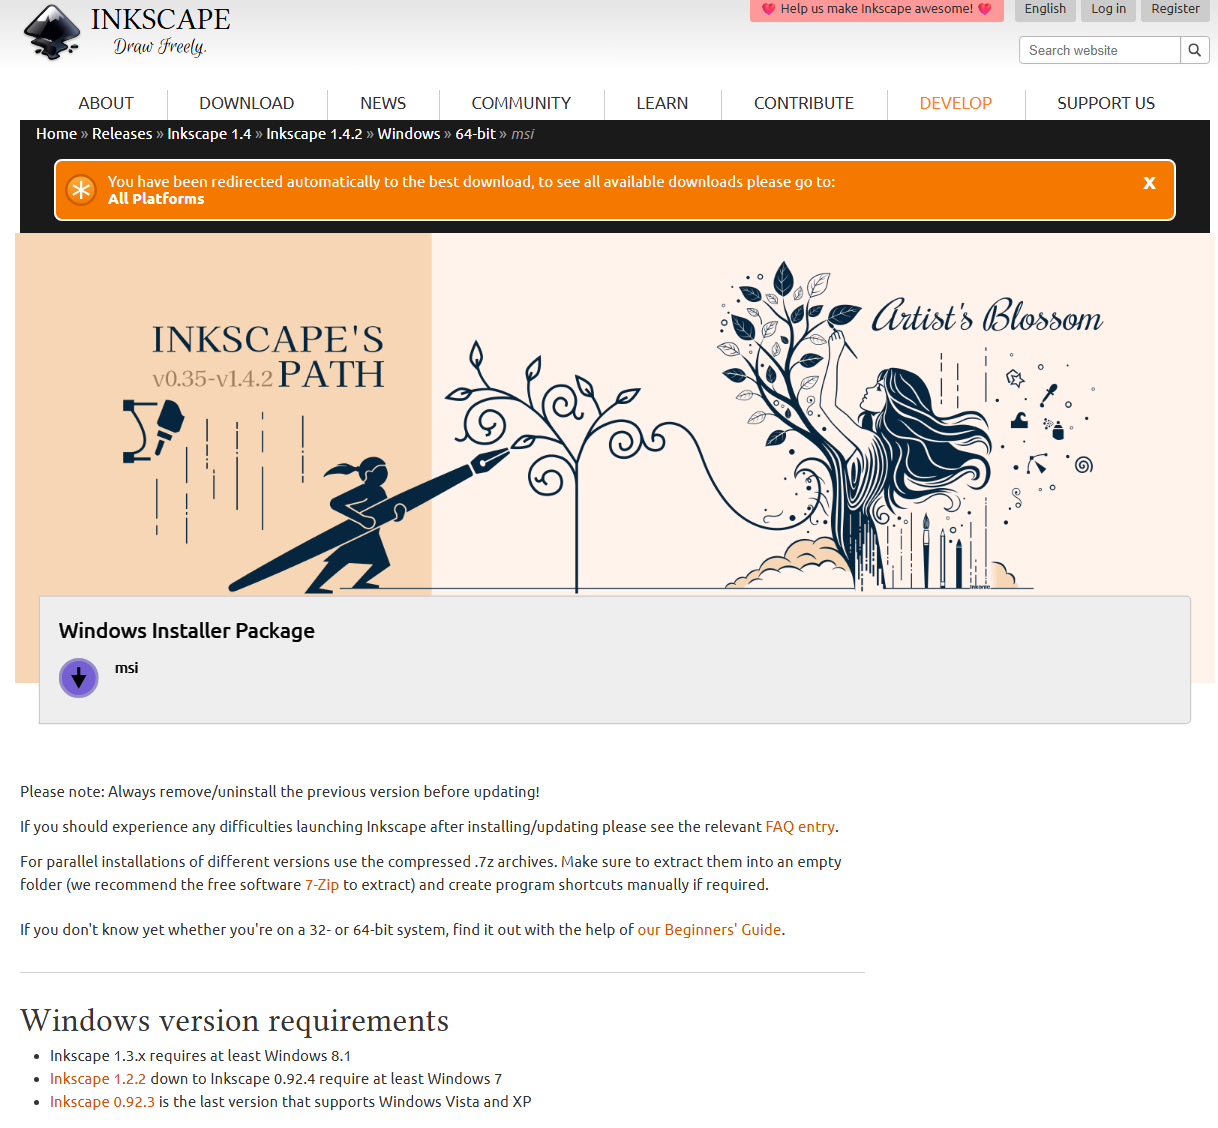 INKSCAPE
Draw Freely.
Help us make Inkscape awesome!
English
Log in
Register
Search website
ABOUT
DOWNLOAD
NEWS
COMMUNITY
LEARN
CONTRIBUTE
DEVELOP
SUPPORT US
Home » Releases » Inkscape 1.4 » Inkscape 1.4.2 » Windows » 64-bit » msi
You have been redirected automatically to the best download, to see all available downloads please go to:
All Platforms
X
INKSCAPE'S
v0.35-v1.4.2 PATH
Artist's Blossom
Windows Installer Package
msi
Please note: Always remove/uninstall the previous version before updating!
If you should experience any difficulties launching Inkscape after installing/updating please see the relevant FAQ entry.
For parallel installations of different versions use the compressed .7z archives. Make sure to extract them into an empty
folder (we recommend the free software 7-Zip to extract) and create program shortcuts manually if required.
If you don't know yet whether you're on a 32- or 64-bit system, find it out with the help of our Beginners' Guide.
Windows version requirements
Inkscape 1.3.x requires at least Windows 8.1
Inkscape 1.2.2 down to Inkscape 0.92.4 require at least Windows 7
Inkscape 0.92.3 is the last version that supports Windows Vista and XP